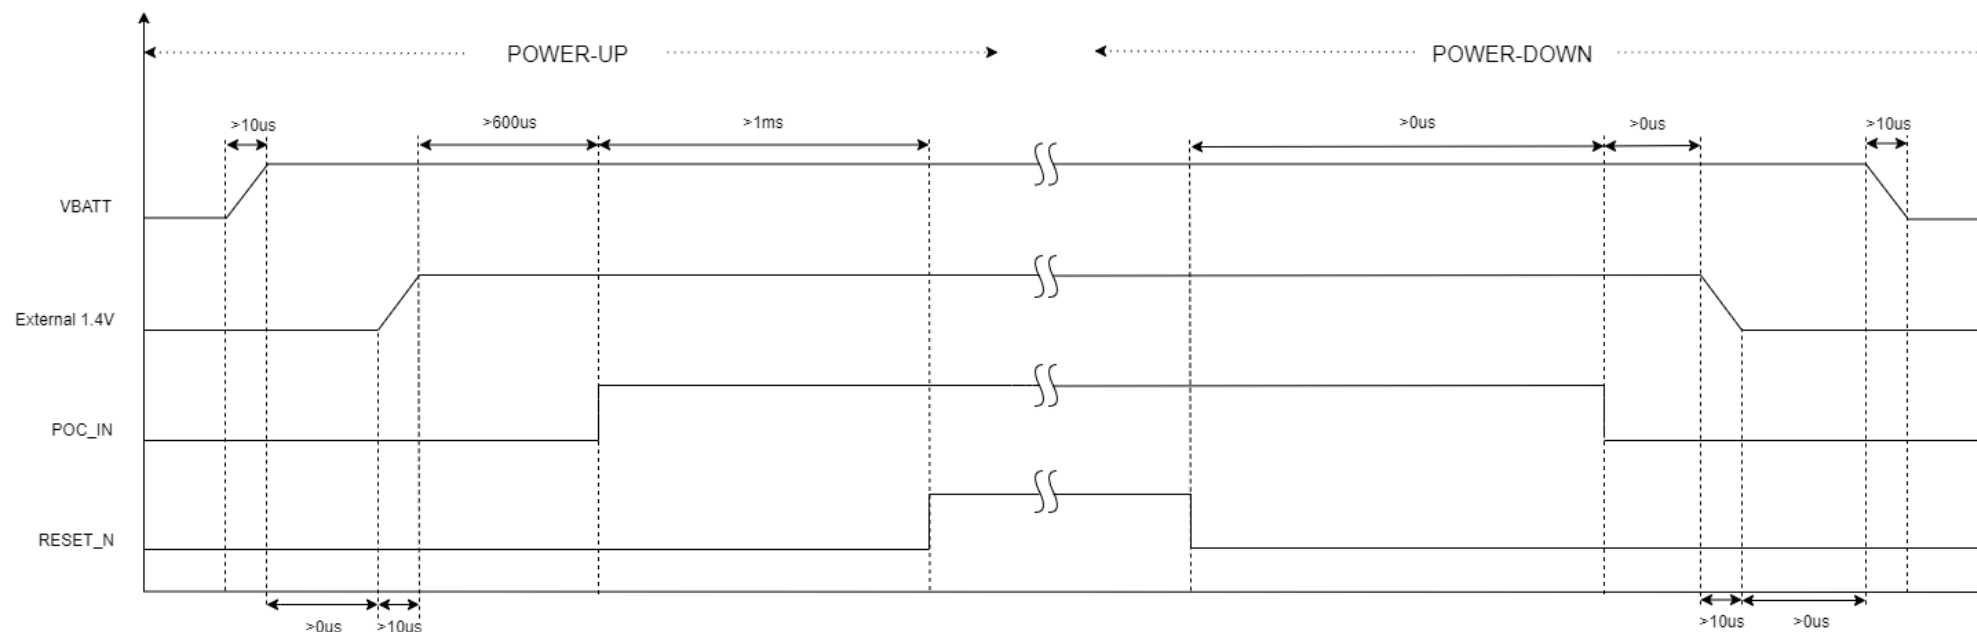 POWER-UP
POWER-DOWN
>10us
>600us
>1ms
>0us
>0us
>10us
VBATT
External 1.4V
POC_IN
RESET_N
>0us
>10us
>10us
>0us